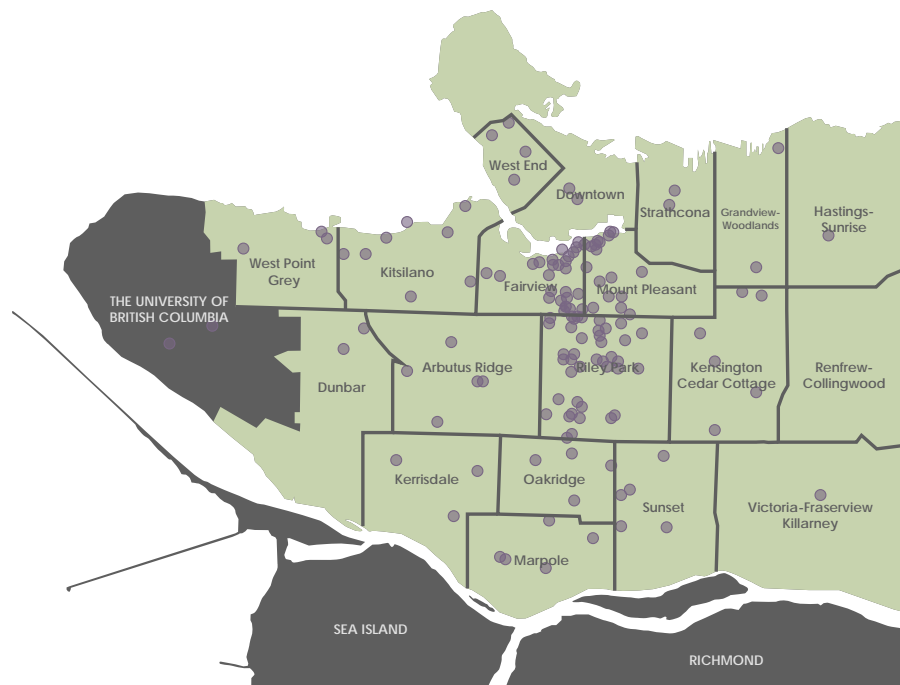 West End
Downtown
Strathcona
Grandview-
Woodlands
Hastings-
Sunrise
West Point
Grey
Kitsilano
Fairview
Mount Pleasant
THE UNIVERSITY OF
BRITISH COLUMBIA
Dunbar
Arbutus Ridge
Riley Park
Kensington
Cedar Cottage
Renfrew-
Collingwood
Kerrisdale
Oakridge
Sunset
Victoria-Fraserview
Killarney
Marpole
SEA ISLAND
RICHMOND